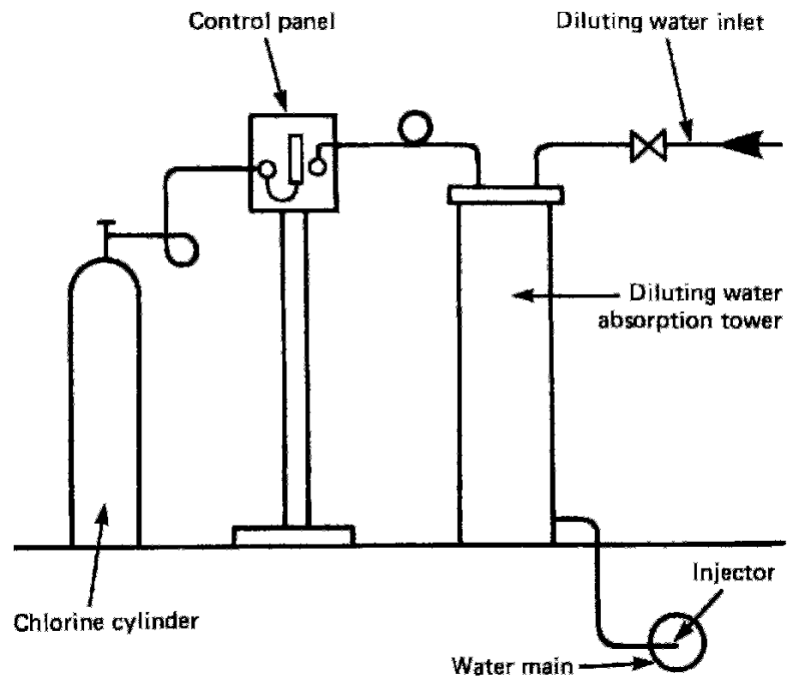 Control panel
Diluting water inlet
Diluting water
absorption tower
Injector
Chlorine cylinder
Water main